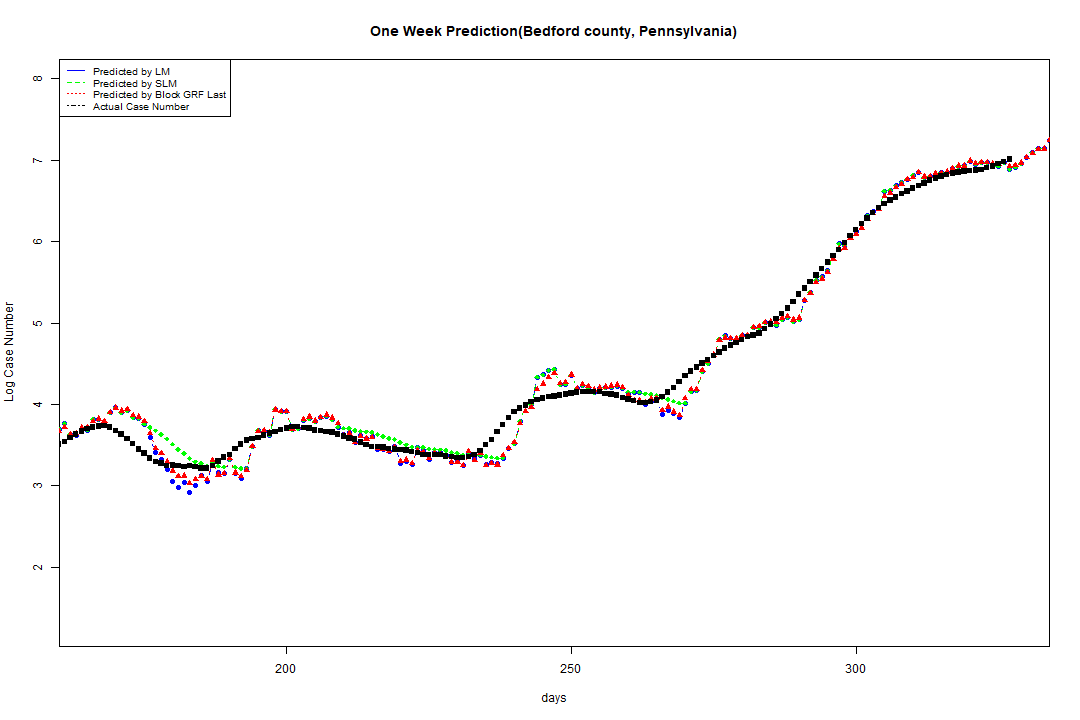 One Week Prediction(Bedford county, Pennsylvania)
Predicted by LM
Predicted by SLM
Predicted by Block GRF Last
Actual Case Number
8
7
6
5
4
3
2
Log Case Number
200 250 300
days